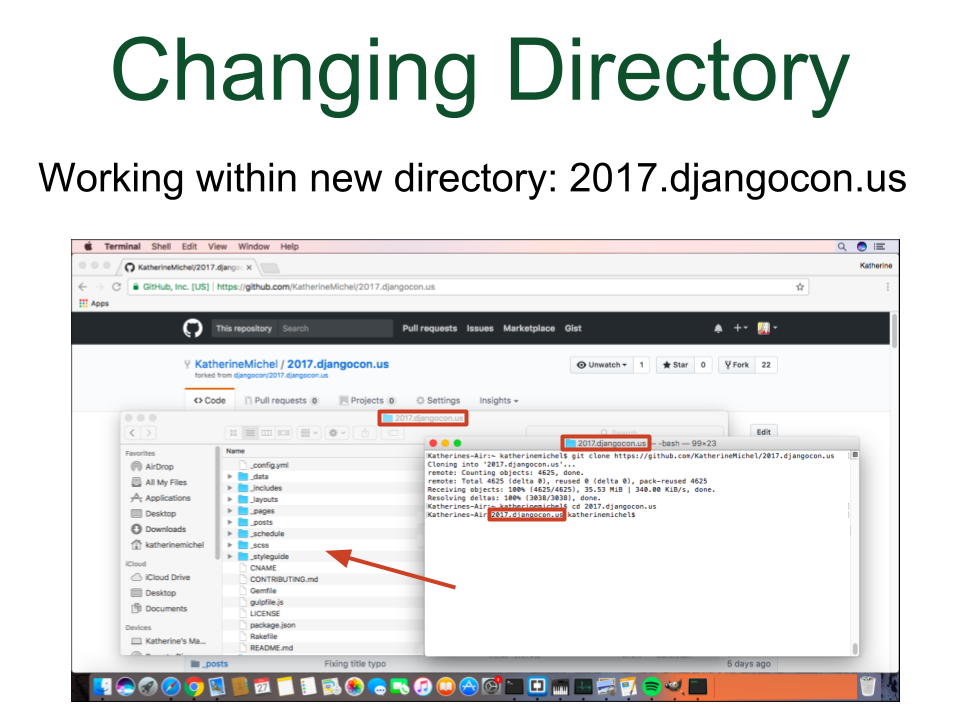 Changing Directory
Working within new directory: 2017.djangocon.us
Terminal Shell Edit View Window Help
KatherineMichel/2017.django
Katherine
GitHub, Inc. [US] https://github.com/KatherineMichel/2017.djangocon.us
Apps
This repository Search Pull requests Issues Marketplace Gist
KatherineMichel / 2017.djangocon.us
Unwatch 1 Star 0 Fork 22
forked from djangocon/2017.djangocon.us
Code Pull requests 0 Projects 0 Settings Insights
2017.djangocon.us
Search
Edit
Favorites
AirDrop
All My Files
Applications
Desktop
Downloads
katherinemichel
iCloud
iCloud Drive
Desktop
Documents
Devices
Katherine's Ma...
Name
_config.yml
_data
_includes
_layouts
_pages
_posts
_schedule
_scss
_styleguide
CNAME
CONTRIBUTING.md
Gemfile
gulpfile.js
LICENSE
package.json
Rakefile
README.md
2017.djangocon.us — -bash — 99×23
Katherines-Air:~ katherinemichel$ git clone https://github.com/KatherineMichel/2017.djangocon.us
Cloning into '2017.djangocon.us'...
remote: Counting objects: 4625, done.
remote: Total 4625 (delta 0), reused 0 (delta 0), pack-reused 4625
Receiving objects: 100% (4625/4625), 35.53 MiB | 340.00 KiB/s, done.
Resolving deltas: 100% (3038/3038), done.
Katherines-Air:~ katherinemichel$ cd 2017.djangocon.us
Katherines-Air:2017.djangocon.us katherinemichel$
_posts Fixing title typo 5 days ago
27